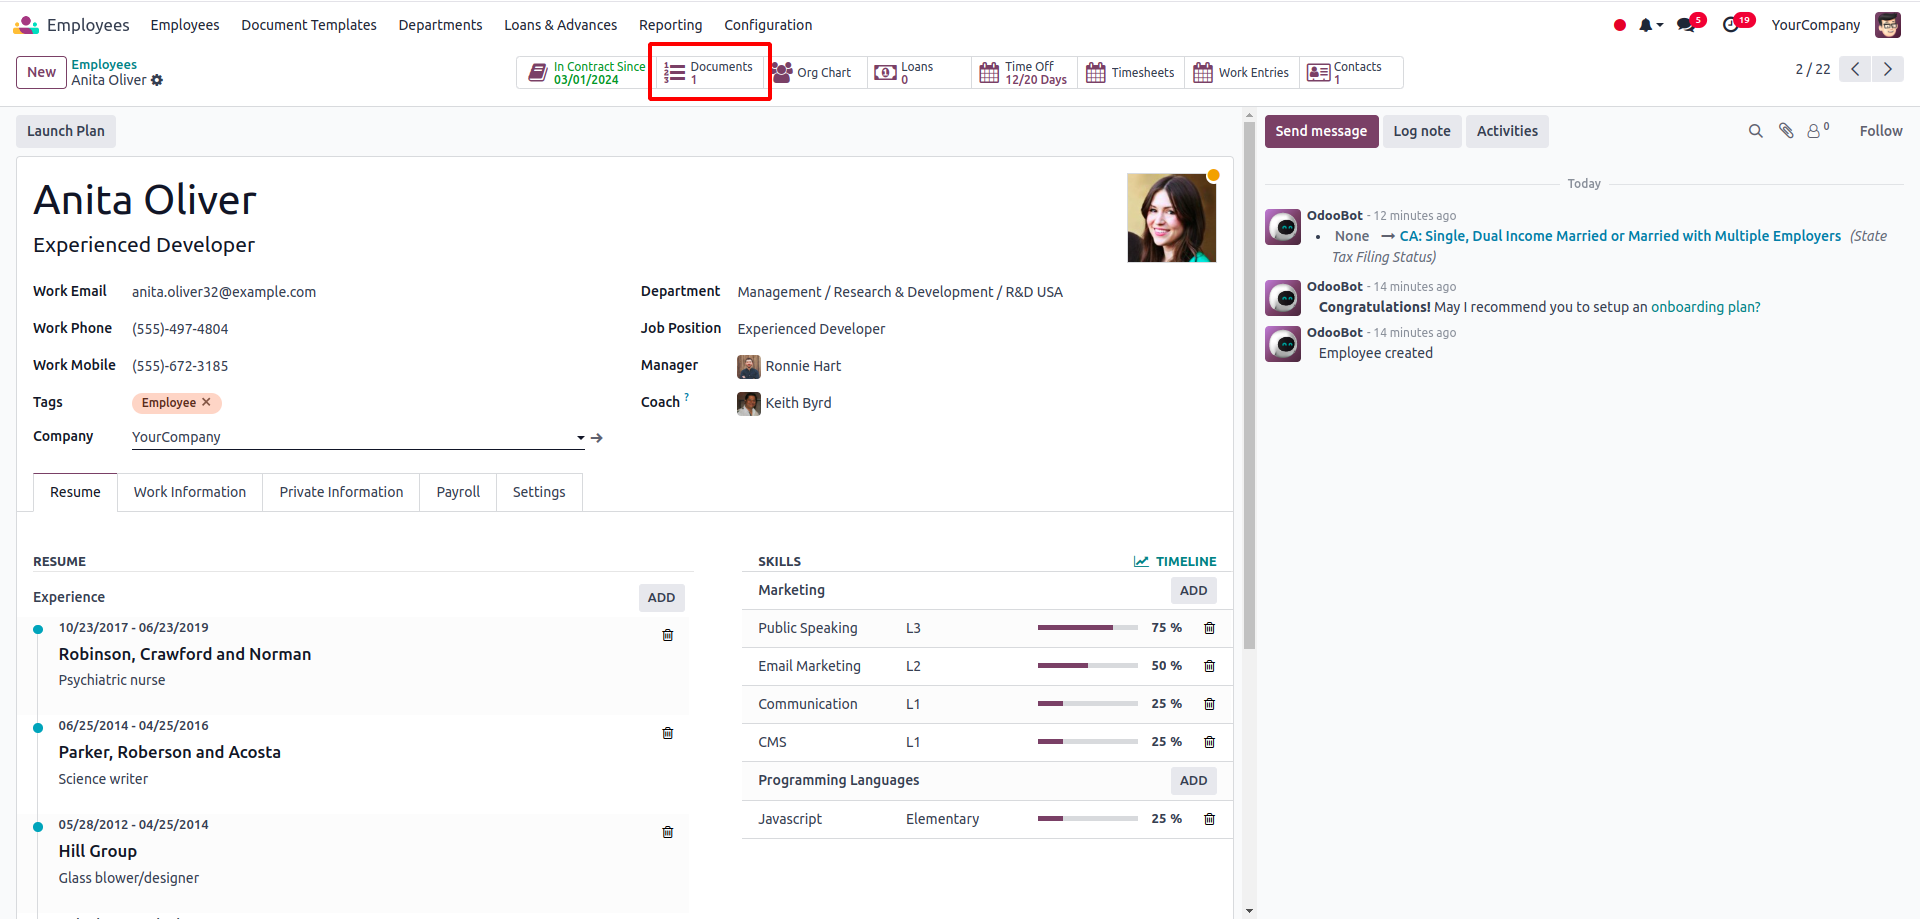 Employees Employees Document Templates Departments Loans & Advances Reporting Configuration 5 19 YourCompany
New Employees
Anita Oliver
In Contract Since
03/01/2024
Documents
1
Org Chart
Loans
0
Time Off
12/20 Days
Timesheets
Work Entries
Contacts
1
2 / 22
Launch Plan
Anita Oliver
Experienced Developer
Work Email anita.oliver32@example.com
Work Phone (555)-497-4804
Work Mobile (555)-672-3185
Tags Employee
Company YourCompany
Department Management / Research & Development / R&D USA
Job Position Experienced Developer
Manager Ronnie Hart
Coach ? Keith Byrd
Resume Work Information Private Information Payroll Settings
RESUME
Experience ADD
10/23/2017 - 06/23/2019
Robinson, Crawford and Norman
Psychiatric nurse
06/25/2014 - 04/25/2016
Parker, Roberson and Acosta
Science writer
05/28/2012 - 04/25/2014
Hill Group
Glass blower/designer
SKILLS TIMELINE
Marketing ADD
Public Speaking L3 75 %
Email Marketing L2 50 %
Communication L1 25 %
CMS L1 25 %
Programming Languages ADD
Javascript Elementary 25 %
Send message Log note Activities 0 Follow
Today
OdooBot - 12 minutes ago
• None → CA: Single, Dual Income Married or Married with Multiple Employers (State
Tax Filing Status)
OdooBot - 14 minutes ago
Congratulations! May I recommend you to setup an onboarding plan?
OdooBot - 14 minutes ago
Employee created